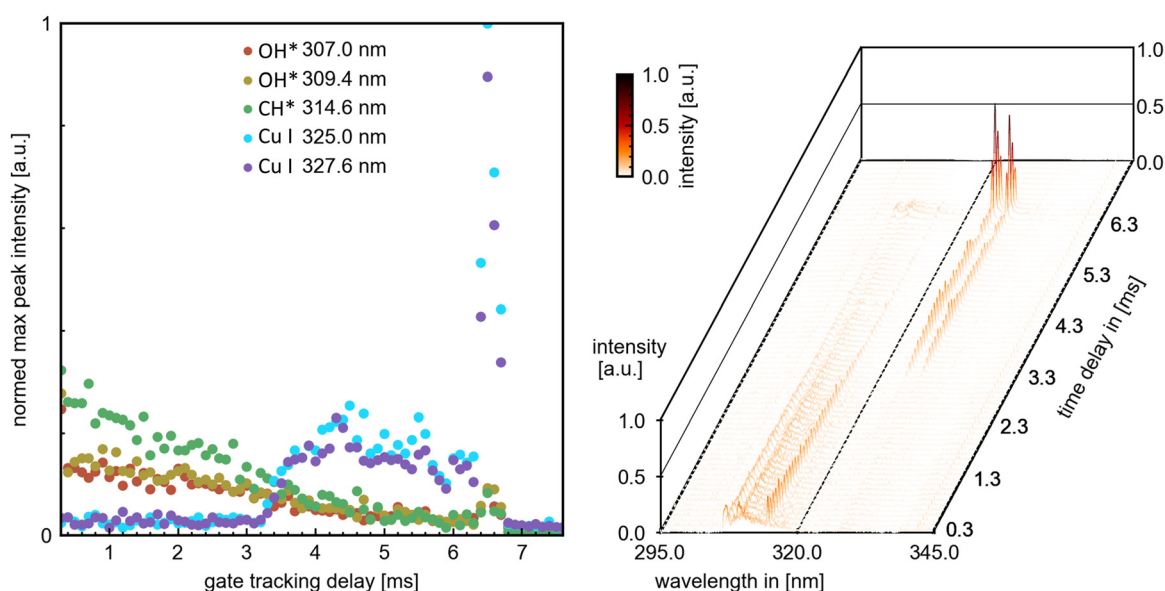 1
OH* 307.0 nm
OH* 309.4 nm
CH* 314.6 nm
Cu I 325.0 nm
Cu I 327.6 nm
normed max peak intensity [a.u.]
0
1 2 3 4 5 6 7
gate tracking delay [ms]
1.0
0.5
0.0
intensity [a.u.]
1.0
0.5
0.0
6.3
5.3
4.3
3.3
2.3
1.3
0.3
time delay in [ms]
intensity
[a.u.]
1.0
0.5
0.0
295.0 320.0 345.0
wavelength in [nm]